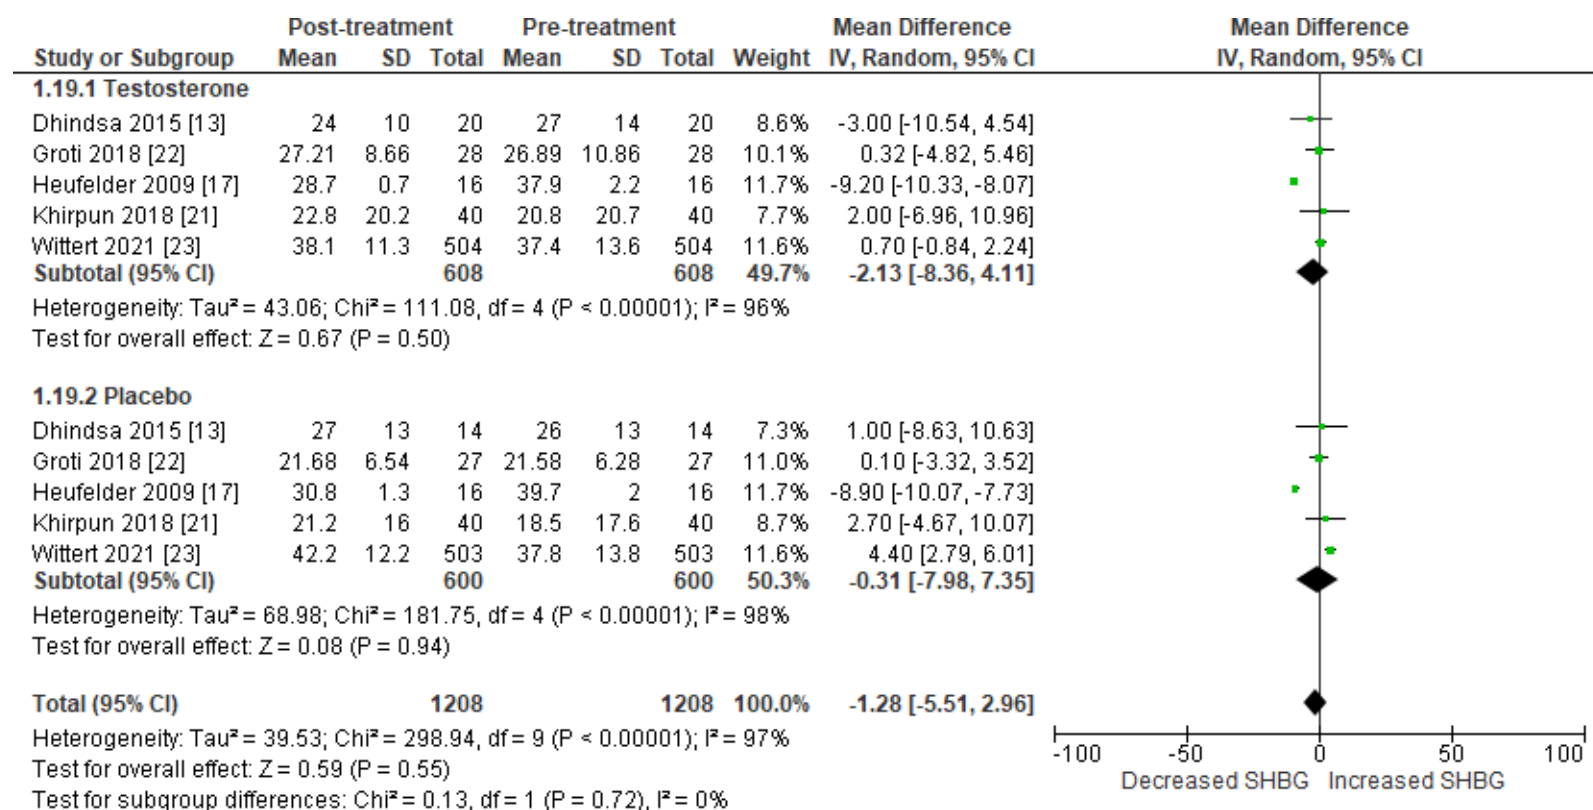 Post-treatment Pre-treatment Mean Difference Mean Difference
Study or Subgroup Mean SD Total Mean SD Total Weight IV, Random, 95% CI IV, Random, 95% CI
1.19.1 Testosterone
Dhindsa 2015 [13] 24 10 20 27 14 20 8.6% -3.00 [-10.54, 4.54]
Groti 2018 [22] 27.21 8.66 28 26.89 10.86 28 10.1% 0.32 [-4.82, 5.46]
Heufelder 2009 [17] 28.7 0.7 16 37.9 2.2 16 11.7% -9.20 [-10.33, -8.07]
Khirpun 2018 [21] 22.8 20.2 40 20.8 20.7 40 7.7% 2.00 [-6.96, 10.96]
Wittert 2021 [23] 38.1 11.3 504 37.4 13.6 504 11.6% 0.70 [-0.84, 2.24]
Subtotal (95% CI) 608 608 49.7% -2.13 [-8.36, 4.11]
Heterogeneity: Tau² = 43.06; Chi² = 111.08, df = 4 (P < 0.00001); I² = 96%
Test for overall effect: Z = 0.67 (P = 0.50)
1.19.2 Placebo
Dhindsa 2015 [13] 27 13 14 26 13 14 7.3% 1.00 [-8.63, 10.63]
Groti 2018 [22] 21.68 6.54 27 21.58 6.28 27 11.0% 0.10 [-3.32, 3.52]
Heufelder 2009 [17] 30.8 1.3 16 39.7 2 16 11.7% -8.90 [-10.07, -7.73]
Khirpun 2018 [21] 21.2 16 40 18.5 17.6 40 8.7% 2.70 [-4.67, 10.07]
Wittert 2021 [23] 42.2 12.2 503 37.8 13.8 503 11.6% 4.40 [2.79, 6.01]
Subtotal (95% CI) 600 600 50.3% -0.31 [-7.98, 7.35]
Heterogeneity: Tau² = 68.98; Chi² = 181.75, df = 4 (P < 0.00001); I² = 98%
Test for overall effect: Z = 0.08 (P = 0.94)
Total (95% CI) 1208 1208 100.0% -1.28 [-5.51, 2.96]
Heterogeneity: Tau² = 39.53; Chi² = 298.94, df = 9 (P < 0.00001); I² = 97%
Test for overall effect: Z = 0.59 (P = 0.55)
Test for subgroup differences: Chi² = 0.13, df = 1 (P = 0.72), I² = 0%
-100 -50 0 50 100
Decreased SHBG Increased SHBG